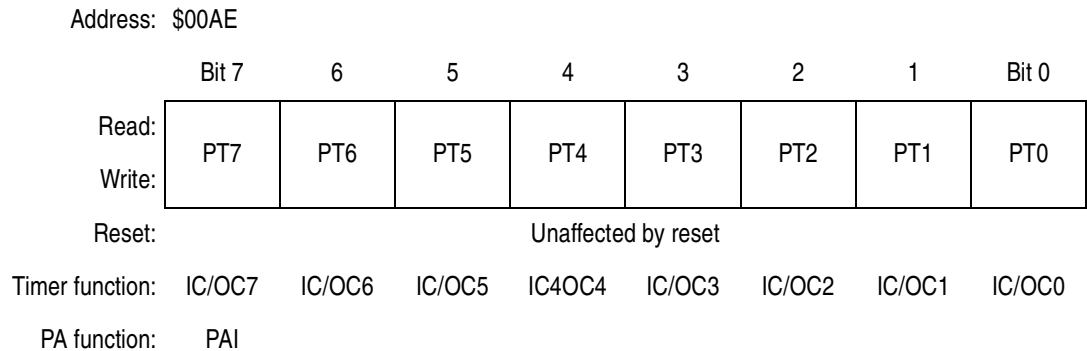 Address: $00AE
Bit 7 6 5 4 3 2 1 Bit 0
Read:
PT7 PT6 PT5 PT4 PT3 PT2 PT1 PT0
Write:
Reset: Unaffected by reset
Timer function: IC/OC7 IC/OC6 IC/OC5 IC4OC4 IC/OC3 IC/OC2 IC/OC1 IC/OC0
PA function: PAI